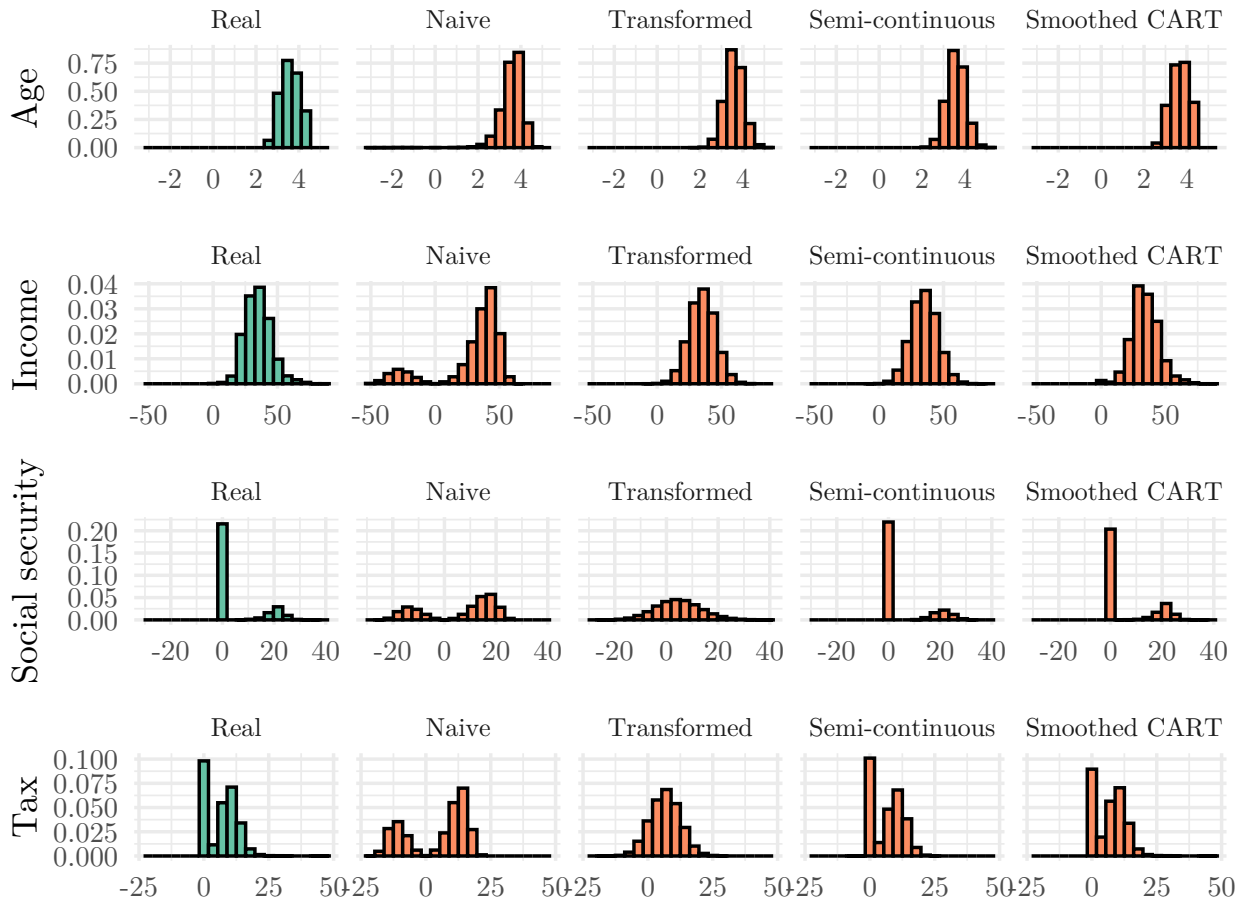 Real Naive Transformed Semi-continuous Smoothed CART
Age
0.75
0.50
0.25
0.00
-2 0 2 4 -2 0 2 4 -2 0 2 4 -2 0 2 4 -2 0 2 4
Real Naive Transformed Semi-continuous Smoothed CART
Income
0.04
0.03
0.02
0.01
0.00
-50 0 50 -50 0 50 -50 0 50 -50 0 50 -50 0 50
Real Naive Transformed Semi-continuous Smoothed CART
Social security
0.20
0.15
0.10
0.05
0.00
-20 0 20 40 -20 0 20 40 -20 0 20 40 -20 0 20 40 -20 0 20 40
Real Naive Transformed Semi-continuous Smoothed CART
Tax
0.100
0.075
0.050
0.025
0.000
-25 0 25 50 -25 0 25 50 -25 0 25 50 -25 0 25 50 -25 0 25 50